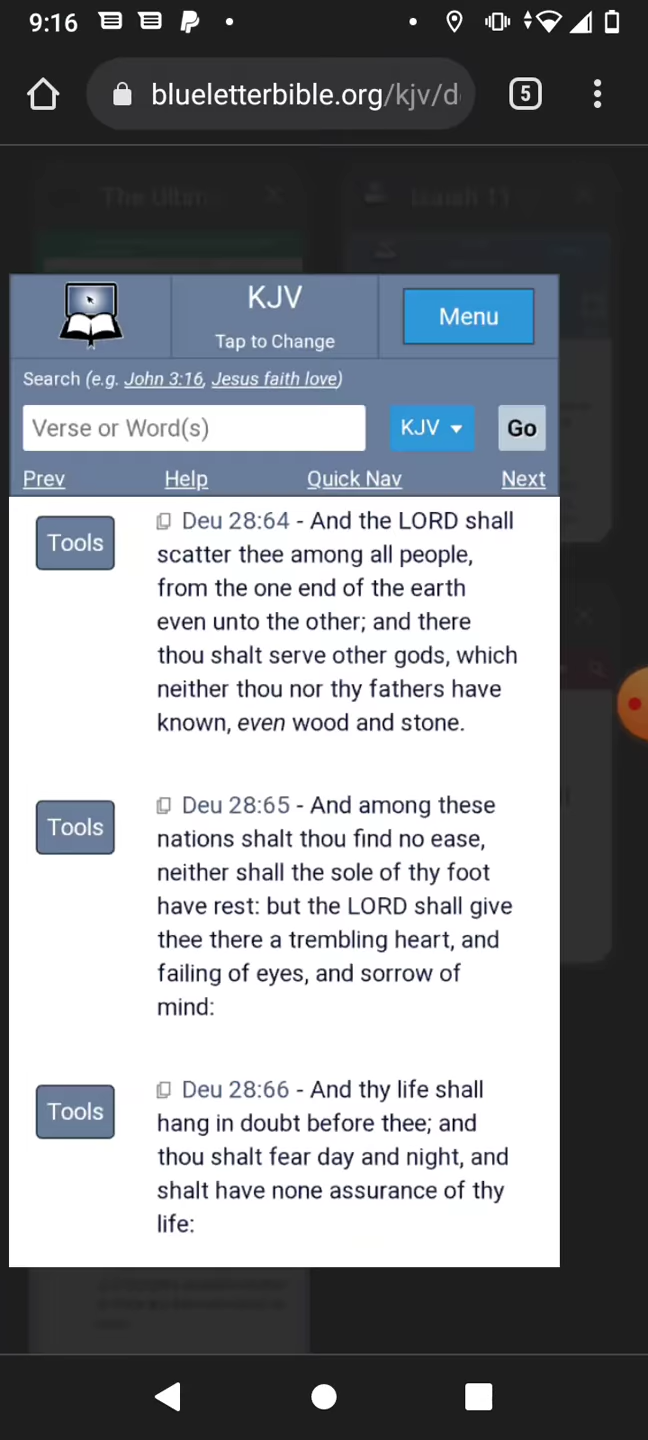 9:16
blueletterbible.org/kjv/d
5
The Ultim
Isaiah 11
KJV
Tap to Change
Menu
Search (e.g. John 3:16, Jesus faith love)
Verse or Word(s)
KJV
Go
Prev
Help
Quick Nav
Next
Tools
Deu 28:64 - And the LORD shall
scatter thee among all people,
from the one end of the earth
even unto the other; and there
thou shalt serve other gods, which
neither thou nor thy fathers have
known, even wood and stone.
Tools
Deu 28:65 - And among these
nations shalt thou find no ease,
neither shall the sole of thy foot
have rest: but the LORD shall give
thee there a trembling heart, and
failing of eyes, and sorrow of
mind:
Tools
Deu 28:66 - And thy life shall
hang in doubt before thee; and
thou shalt fear day and night, and
shalt have none assurance of thy
life: